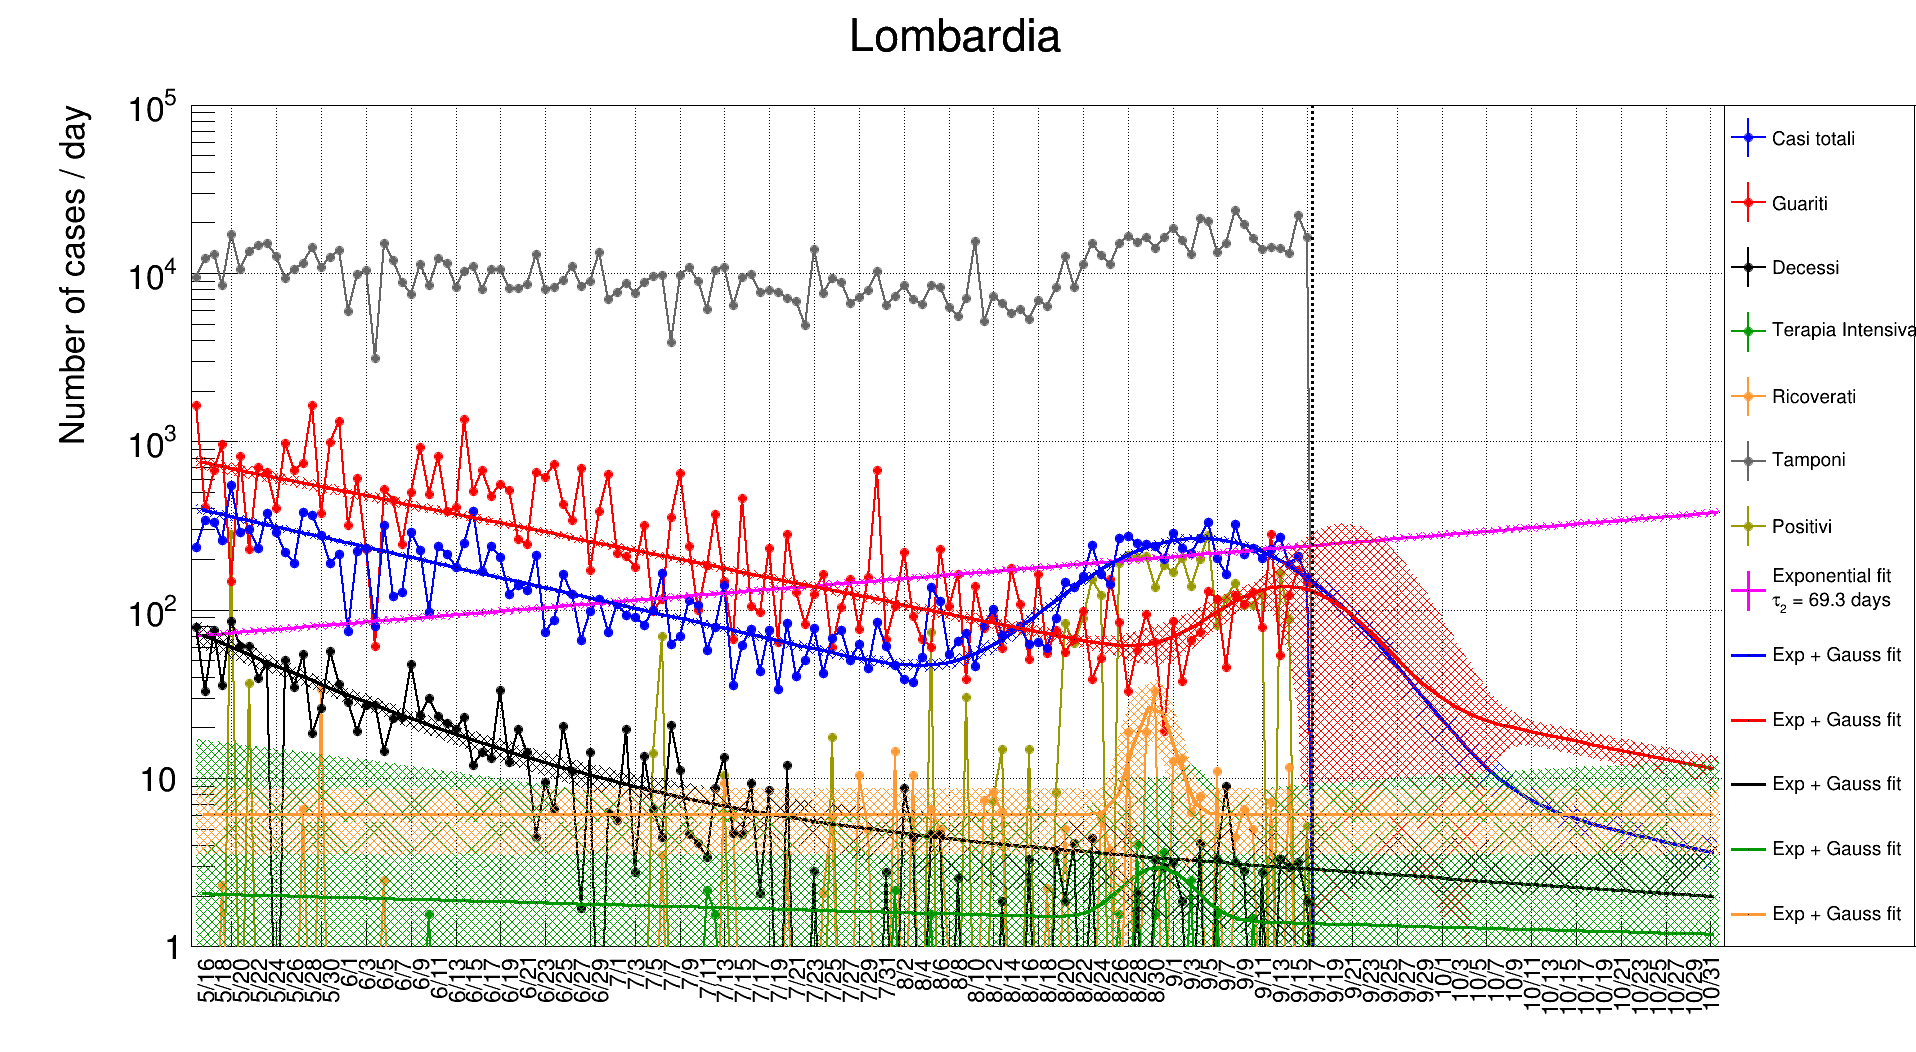 Lombardia
Number of cases / day
10^5
10^4
10^3
10^2
10
1
5/16 5/18 5/20 5/22 5/24 5/26 5/28 5/30 6/1 6/3 6/5 6/7 6/9 6/11 6/13 6/15 6/17 6/19 6/21 6/23 6/25 6/27 6/29 7/1 7/3 7/5 7/7 7/9 7/11 7/13 7/15 7/17 7/19 7/21 7/23 7/25 7/27 7/29 7/31 8/2 8/4 8/6 8/8 8/10 8/12 8/14 8/16 8/18 8/20 8/22 8/24 8/26 8/28 8/30 9/1 9/3 9/5 9/7 9/9 9/11 9/13 9/15 9/17 9/19 9/21 9/23 9/25 9/27 9/29 10/1 10/3 10/5 10/7 10/9 10/11 10/13 10/15 10/17 10/19 10/21 10/23 10/25 10/27 10/29 10/31
Casi totali
Guariti
Decessi
Terapia Intensiva
Ricoverati
Tamponi
Positivi
Exponential fit
τ2 = 69.3 days
Exp + Gauss fit
Exp + Gauss fit
Exp + Gauss fit
Exp + Gauss fit
Exp + Gauss fit